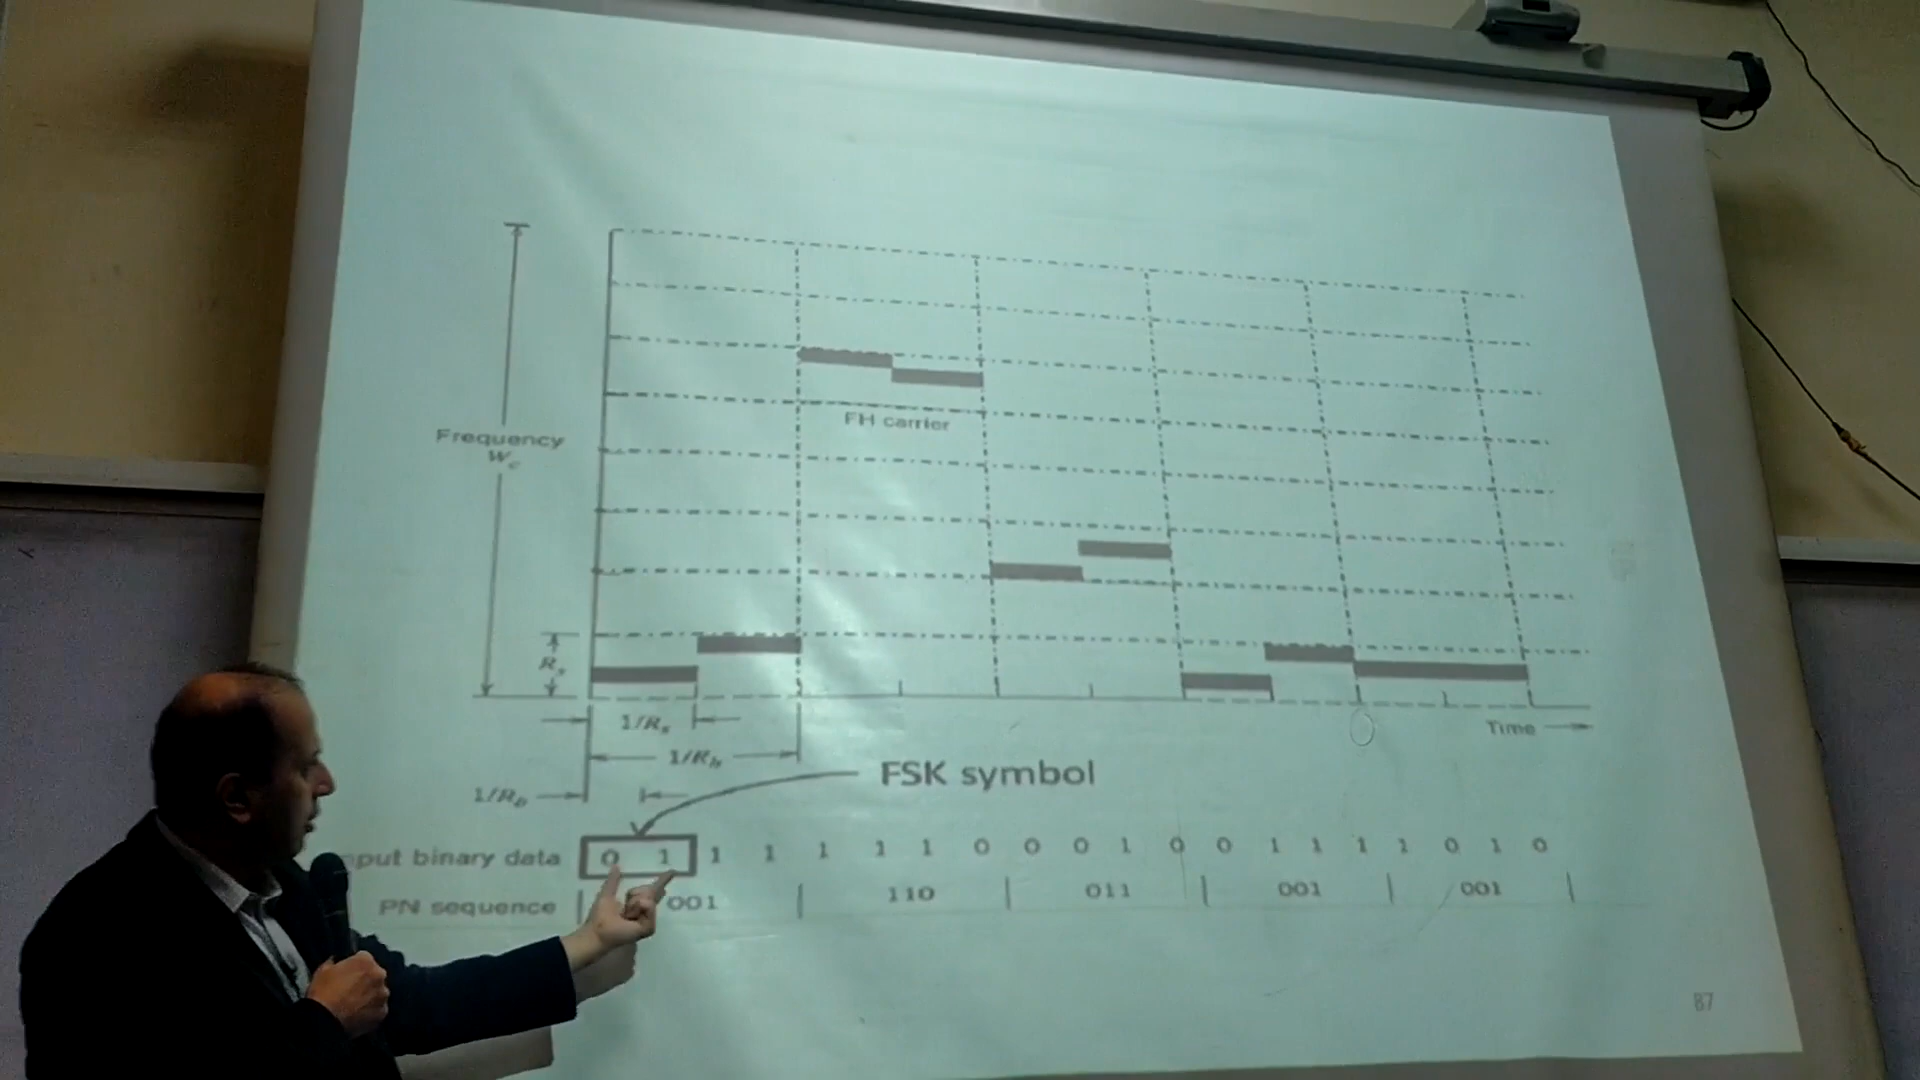 FH carrier
Frequency
W_c
R_s
1/R_s
Time
1/R_h
FSK symbol
1/R_b
put binary data 0 1 1 1 1 1 1 0 0 0 1 0 0 1 1 1 1 0 1 0
PN sequence 001 110 011 001 001
87